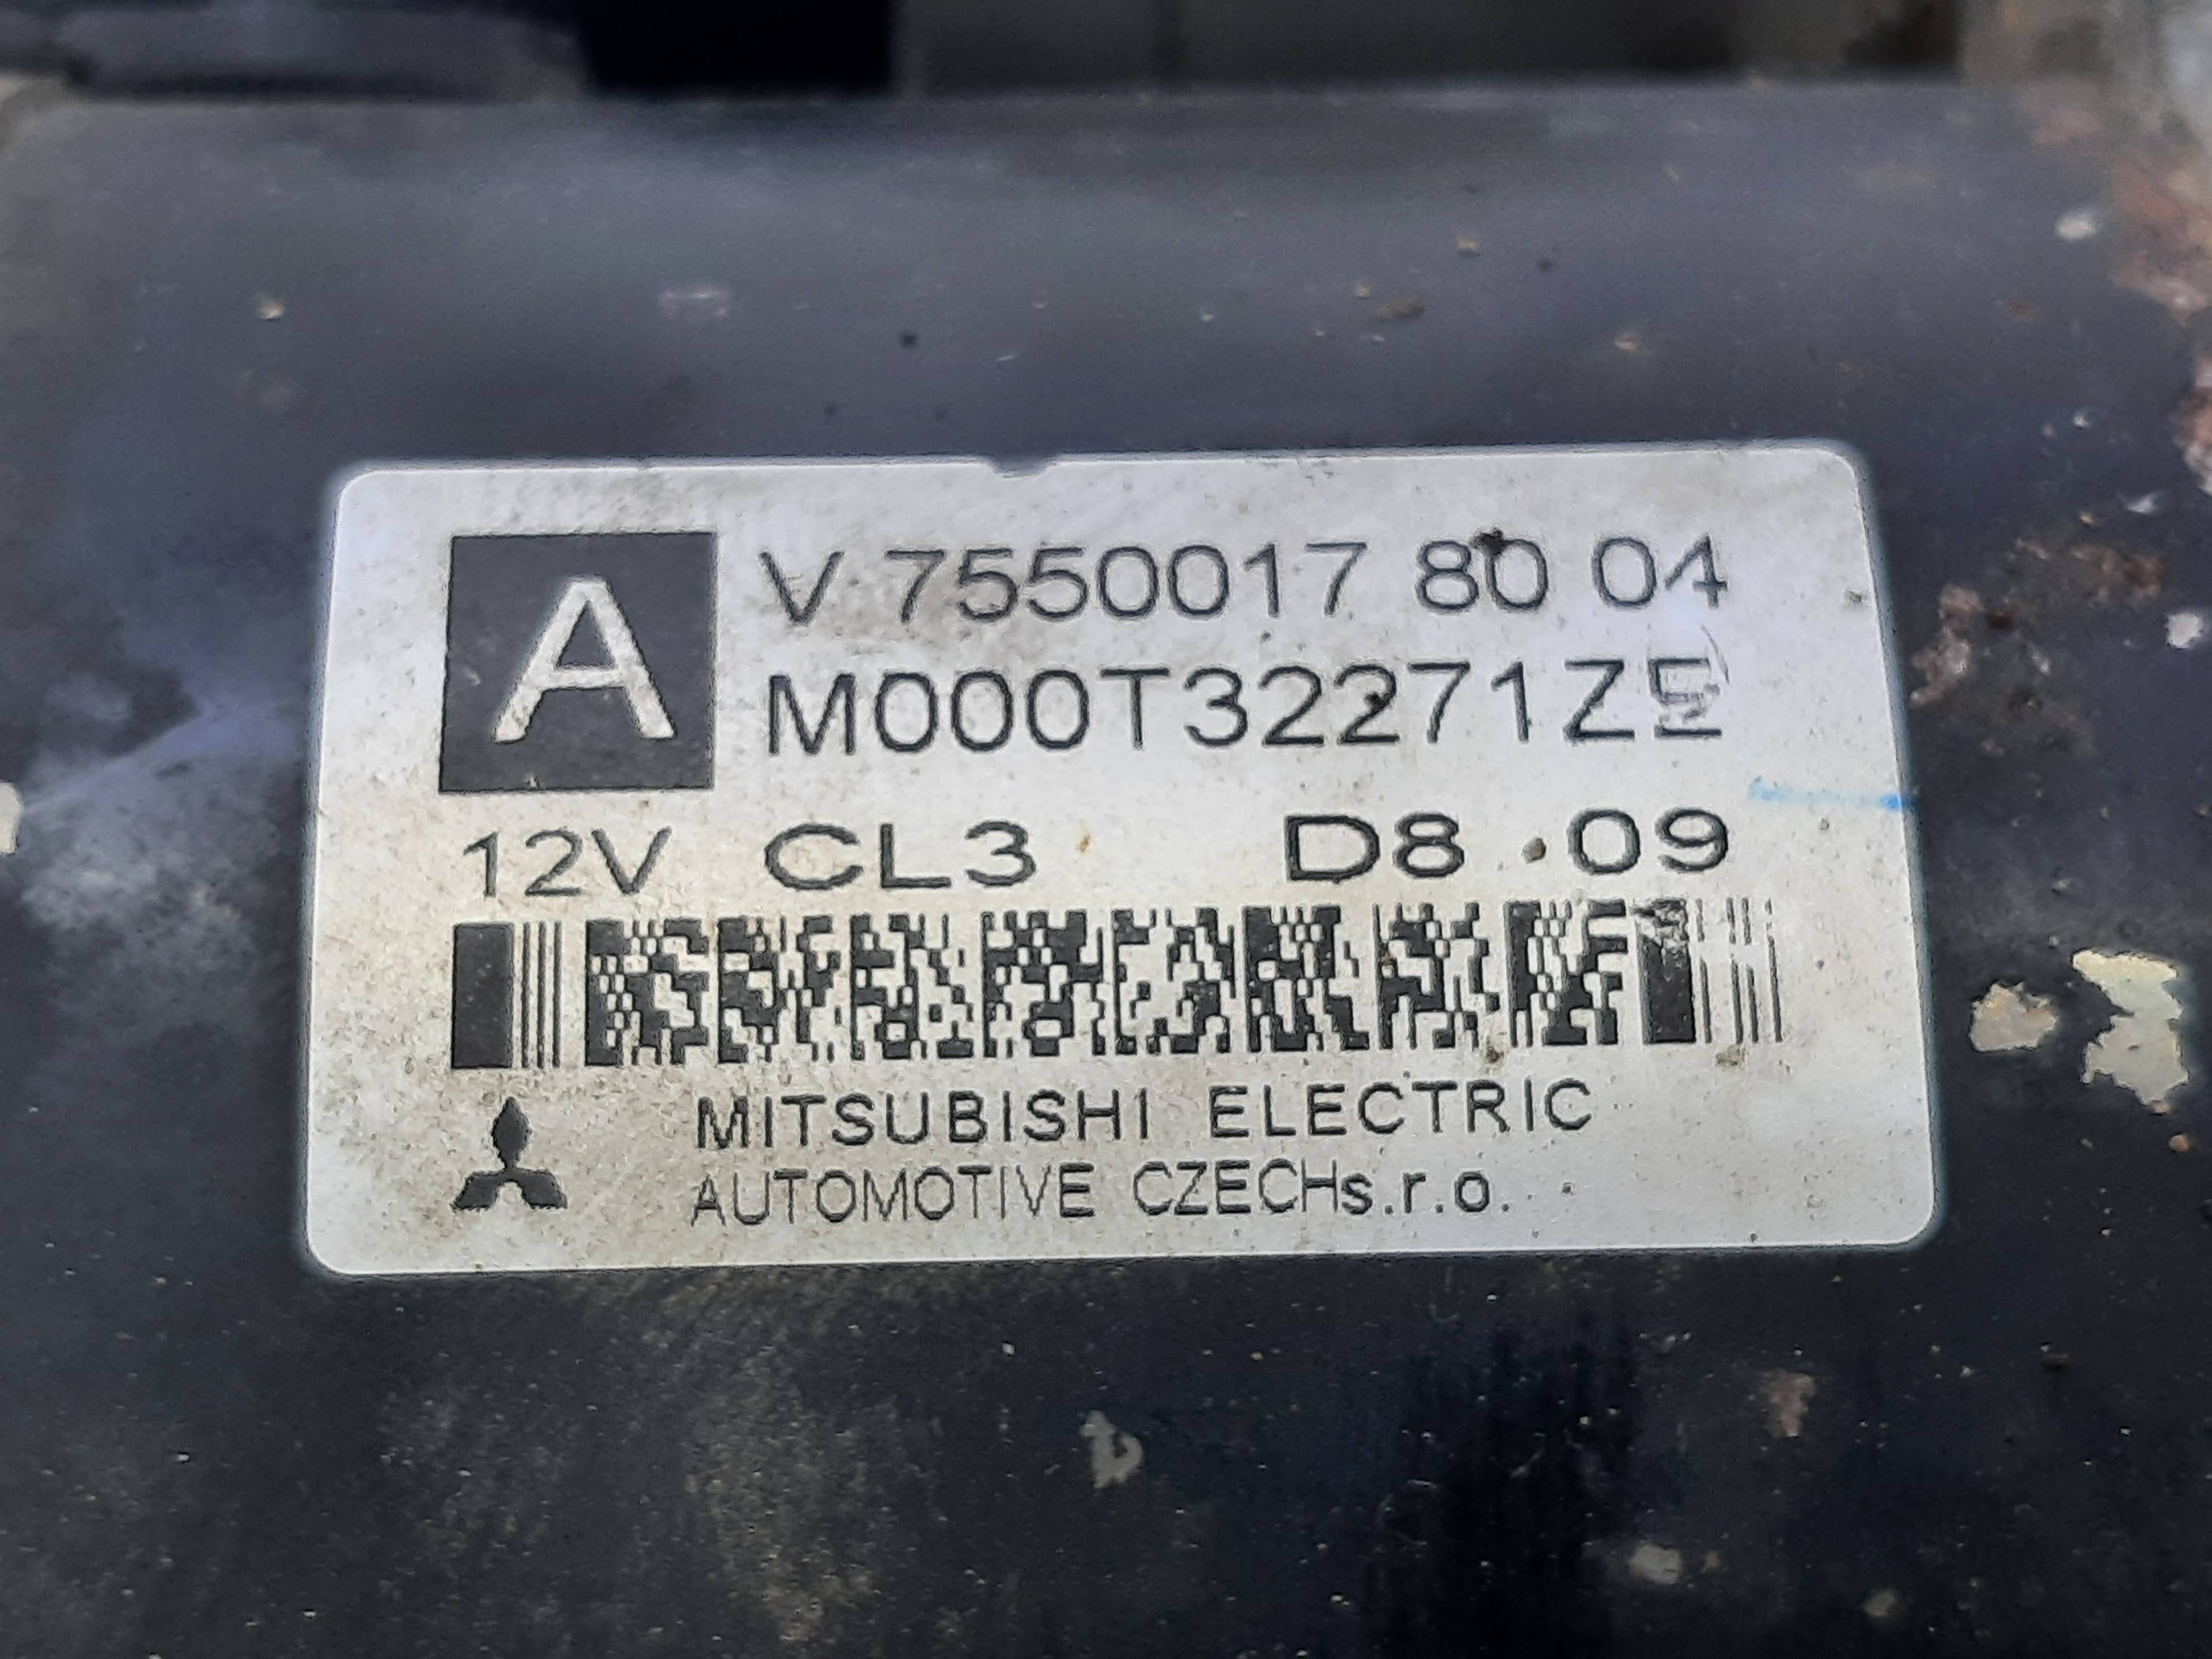 A
V 7550017 80 04
M000T32271ZE
12V CL3 D8 09
MITSUBISHI ELECTRIC
AUTOMOTIVE CZECHs.r.o.